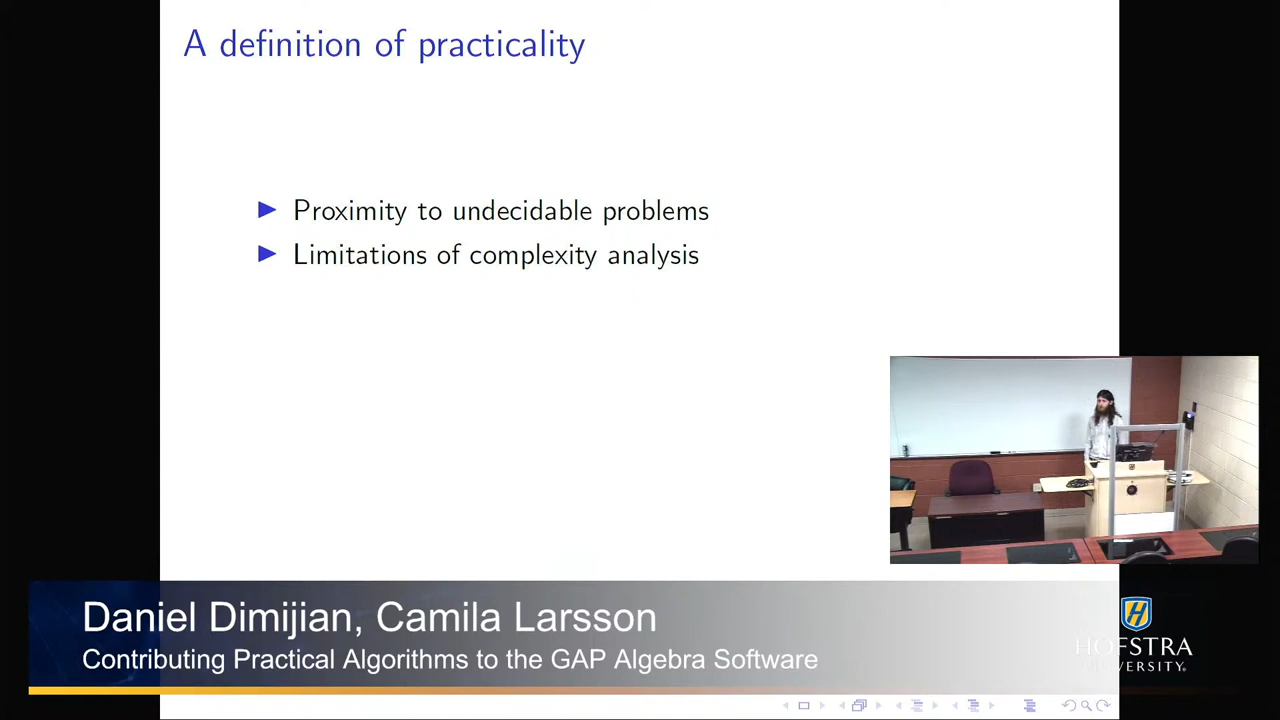 A definition of practicality
Proximity to undecidable problems
Limitations of complexity analysis
Daniel Dimijian, Camila Larsson
Contributing Practical Algorithms to the GAP Algebra Software
HOFSTRA
UNIVERSITY.